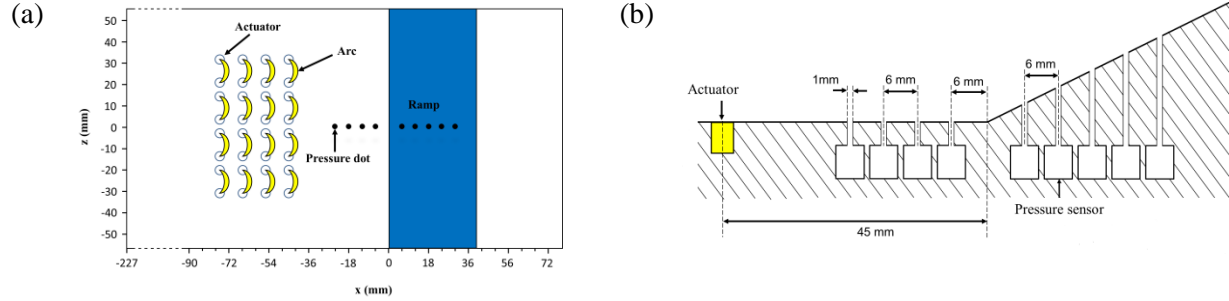 (a)
Actuator
Arc
Ramp
Pressure dot
z (mm)
50
40
30
20
10
0
-10
-20
-30
-40
-50
-227 -90 -72 -54 -36 -18 0 18 36 54 72
x (mm)
(b)
6 mm
1mm 6 mm 6 mm
Actuator
Pressure sensor
45 mm